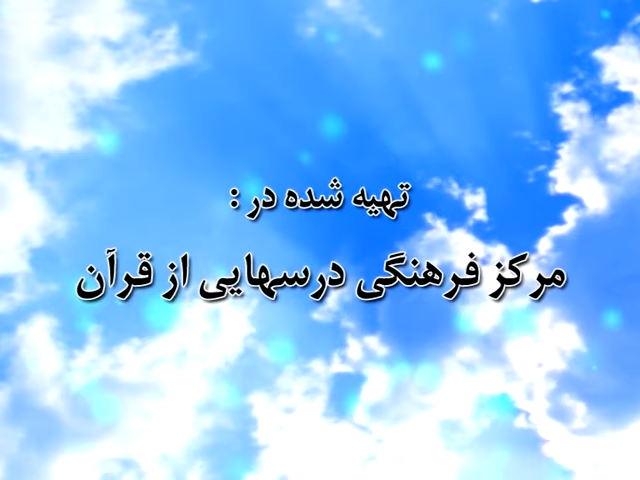 تهیه شده در :
مرکز فرهنگی درسهایی از قرآن